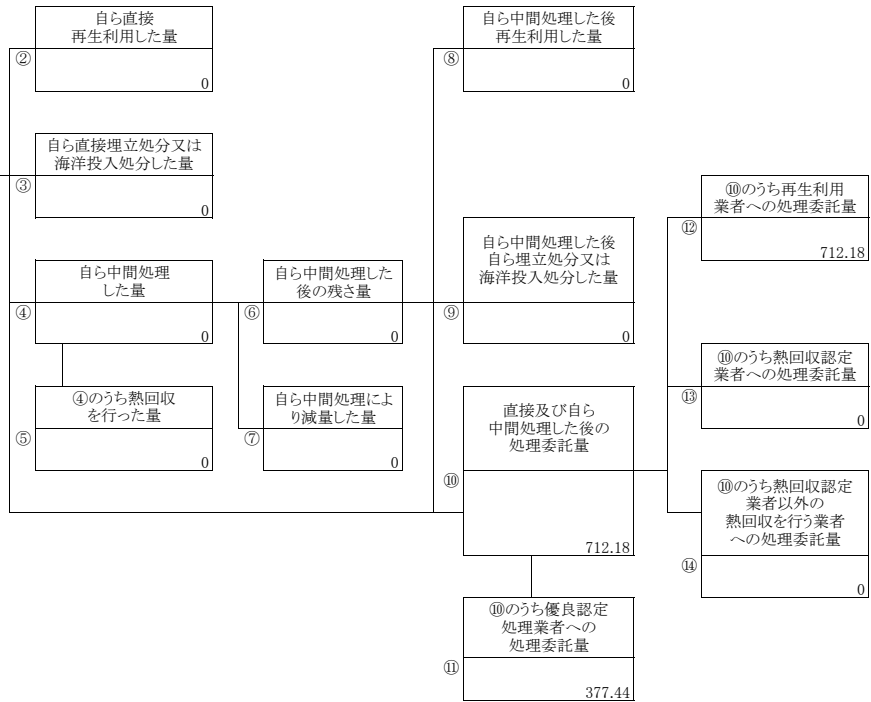 自ら直接
再生利用した量
②
0
自ら直接埋立処分又は
海洋投入処分した量
③
0
自ら中間処理
した量
④
0
④のうち熱回収
を行った量
⑤
0
自ら中間処理した
後の残さ量
⑥
0
自ら中間処理によ
り減量した量
⑦
0
自ら中間処理した後
再生利用した量
⑧
0
自ら中間処理した後
自ら埋立処分又は
海洋投入処分した量
⑨
0
直接及び自ら
中間処理した後の
処理委託量
⑩
712.18
⑩のうち優良認定
処理業者への
処理委託量
⑪
377.44
⑩のうち再生利用
業者への処理委託量
⑫
712.18
⑩のうち熱回収認定
業者への処理委託量
⑬
0
⑩のうち熱回収認定
業者以外の
熱回収を行う業者
への処理委託量
⑭
0